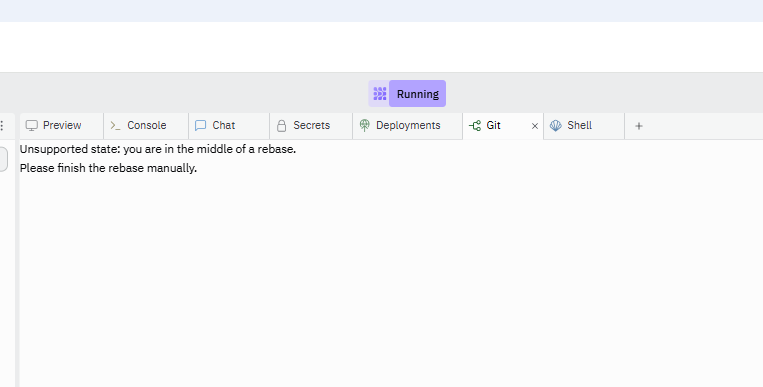 Running
Preview Console Chat Secrets Deployments Git Shell
Unsupported state: you are in the middle of a rebase.
Please finish the rebase manually.